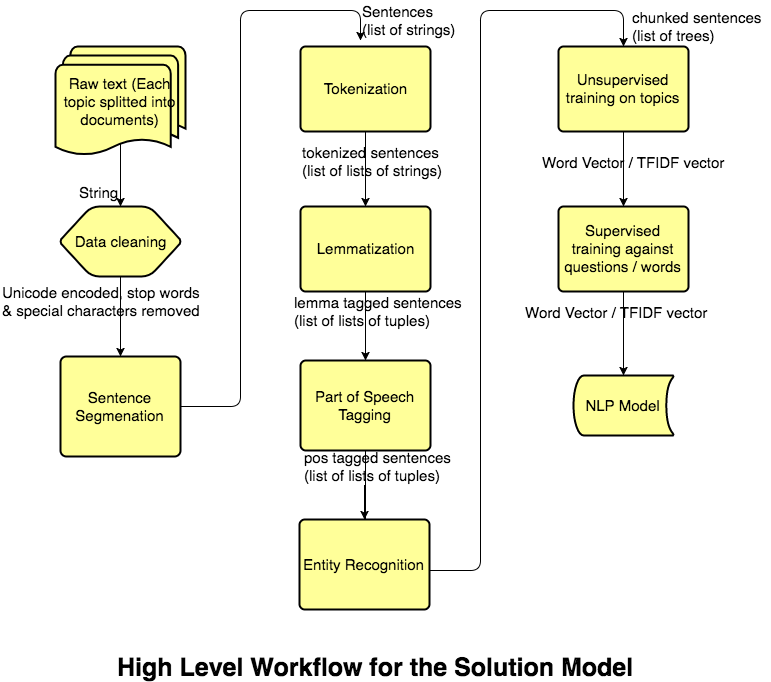 Raw text (Each
topic splitted into
documents)
String
Data cleaning
Unicode encoded, stop words
& special characters removed
Sentence
Segmenation
Sentences
(list of strings)
Tokenization
tokenized sentences
(list of lists of strings)
Lemmatization
lemma tagged sentences
(list of lists of tuples)
Part of Speech
Tagging
pos tagged sentences
(list of lists of tuples)
Entity Recognition
chunked sentences
(list of trees)
Unsupervised
training on topics
Word Vector / TFIDF vector
Supervised
training against
questions / words
Word Vector / TFIDF vector
NLP Model
High Level Workflow for the Solution Model